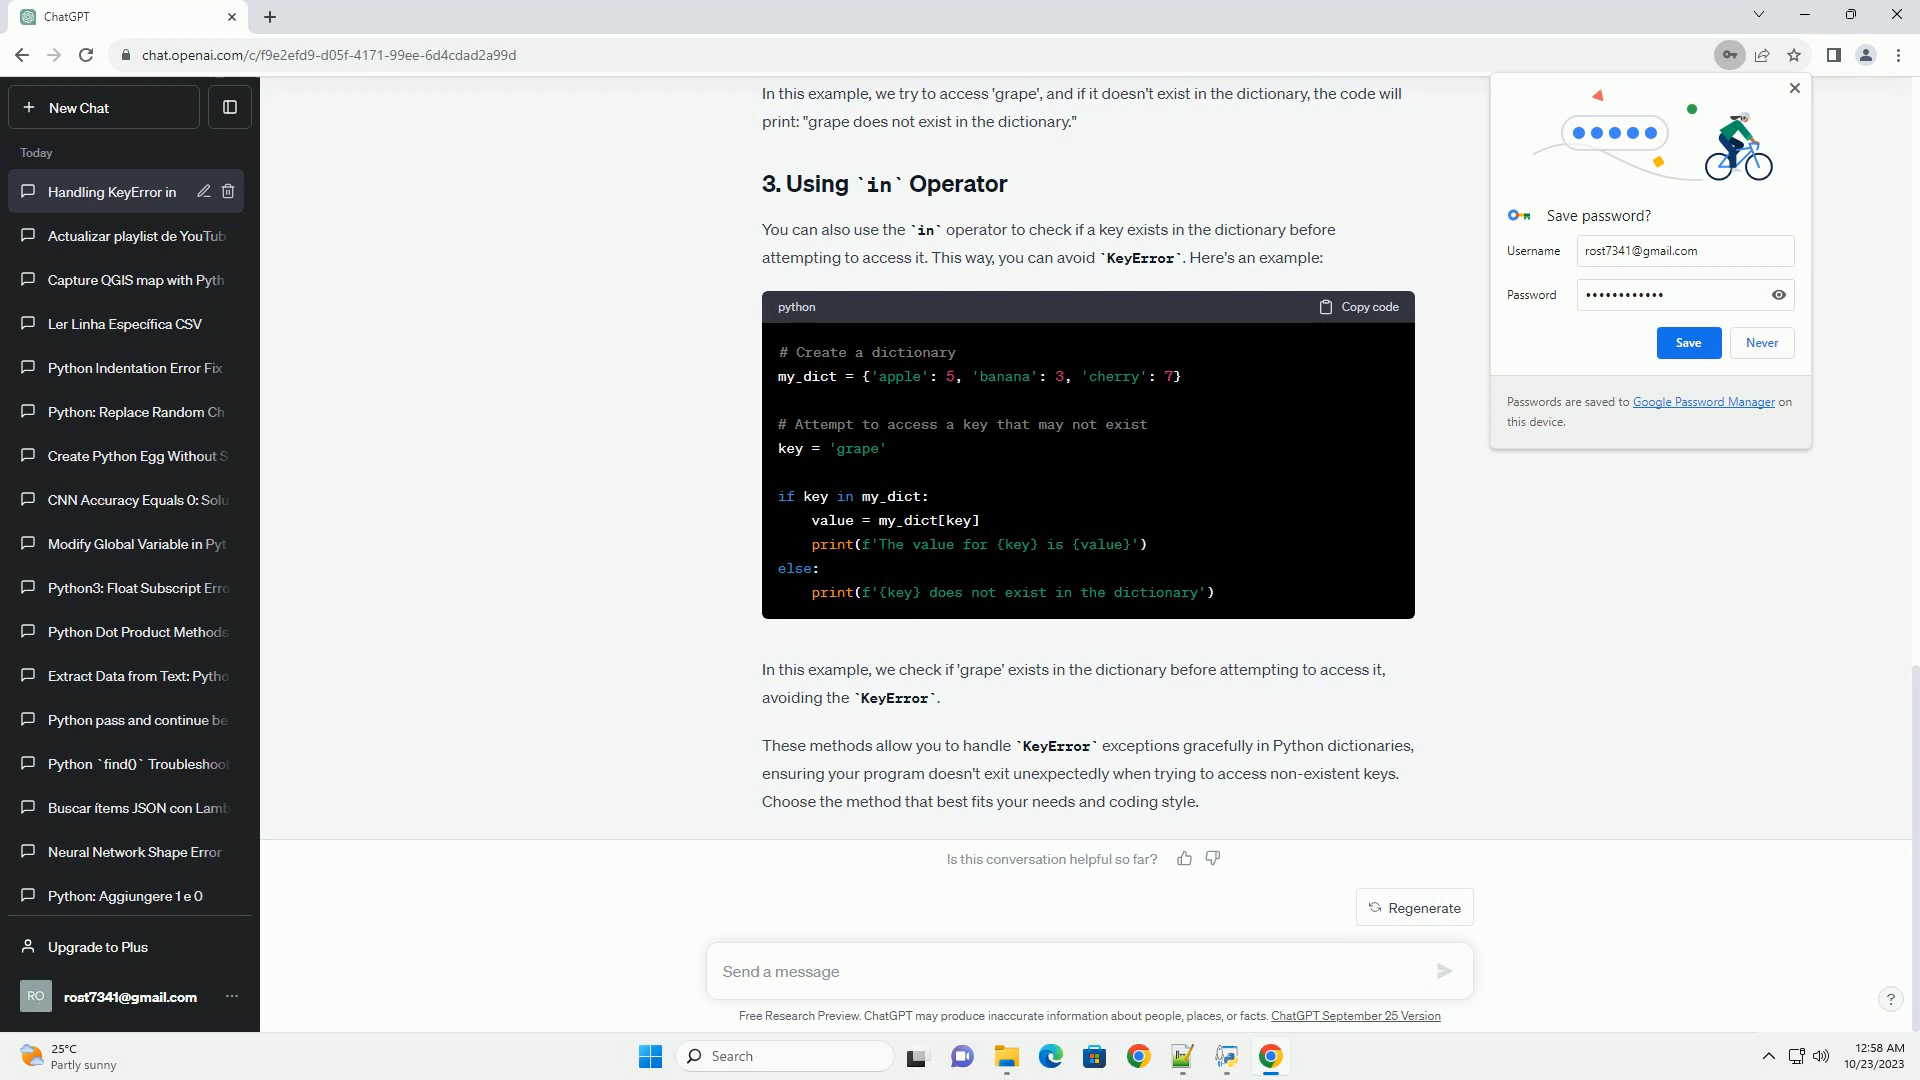 ChatGPT
chat.openai.com/c/f9e2efd9-d05f-4171-99ee-6d4cdad2a99d
New Chat
Today
Handling KeyError in
Actualizar playlist de YouTub
Capture QGIS map with Pyth
Ler Linha Específica CSV
Python Indentation Error Fix
Python: Replace Random Ch
Create Python Egg Without S
CNN Accuracy Equals 0: Solu
Modify Global Variable in Pyt
Python3: Float Subscript Erro
Python Dot Product Methods
Extract Data from Text: Pytho
Python pass and continue be
Python `find()` Troubleshoot
Buscar ítems JSON con Lamb
Neural Network Shape Error
Python: Aggiungere 1 e 0
Upgrade to Plus
RO rost7341@gmail.com
In this example, we try to access 'grape', and if it doesn't exist in the dictionary, the code will
print: "grape does not exist in the dictionary."
3. Using `in` Operator
You can also use the `in` operator to check if a key exists in the dictionary before
attempting to access it. This way, you can avoid `KeyError`. Here's an example:
python Copy code
# Create a dictionary
my_dict = {'apple': 5, 'banana': 3, 'cherry': 7}
# Attempt to access a key that may not exist
key = 'grape'
if key in my_dict:
    value = my_dict[key]
    print(f'The value for {key} is {value}')
else:
    print(f'{key} does not exist in the dictionary')
In this example, we check if 'grape' exists in the dictionary before attempting to access it,
avoiding the `KeyError`.
These methods allow you to handle `KeyError` exceptions gracefully in Python dictionaries,
ensuring your program doesn't exit unexpectedly when trying to access non-existent keys.
Choose the method that best fits your needs and coding style.
Is this conversation helpful so far?
Regenerate
Send a message
Free Research Preview. ChatGPT may produce inaccurate information about people, places, or facts. ChatGPT September 25 Version
?
Save password?
Username rost7341@gmail.com
Password ••••••••••••
Save Never
Passwords are saved to Google Password Manager on
this device.
25°C
Partly sunny
Search
12:58 AM
10/23/2023